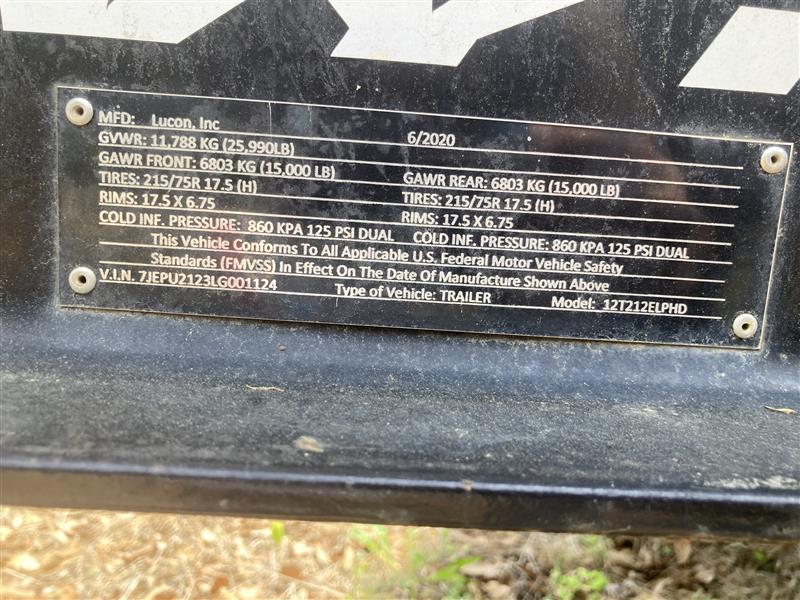 MFD: Lucon, Inc 6/2020
GVWR: 11,788 KG (25,990LB)
GAWR FRONT: 6803 KG (15,000 LB) GAWR REAR: 6803 KG (15,000 LB)
TIRES: 215/75R 17.5 (H) TIRES: 215/75R 17.5 (H)
RIMS: 17.5 X 6.75 RIMS: 17.5 X 6.75
COLD INF. PRESSURE: 860 KPA 125 PSI DUAL COLD INF. PRESSURE: 860 KPA 125 PSI DUAL
This Vehicle Conforms To All Applicable U.S. Federal Motor Vehicle Safety
Standards (FMVSS) In Effect On The Date Of Manufacture Shown Above
V.I.N. 7JEPU2123LG001124 Type of Vehicle: TRAILER Model: 12T212ELPHD